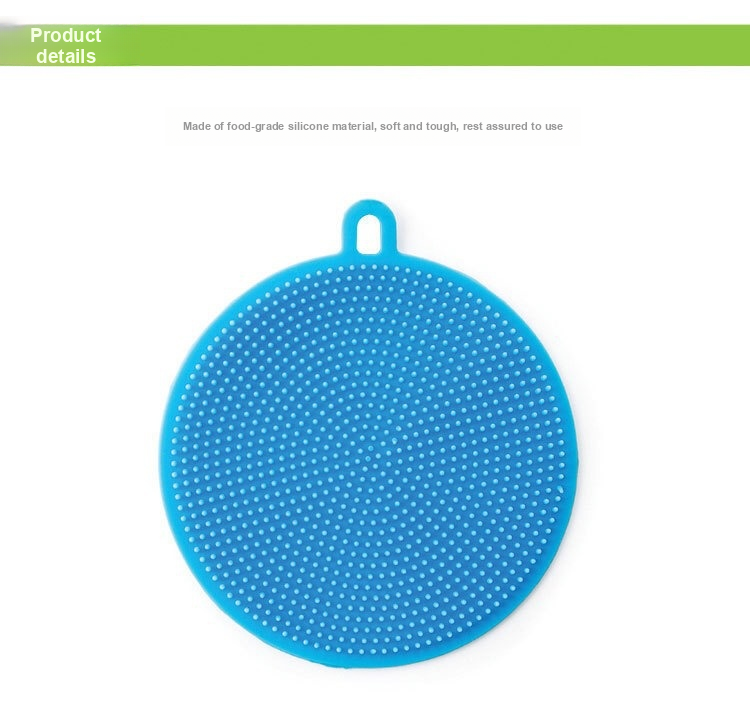 Product
details
Made of food-grade silicone material, soft and tough, rest assured to use